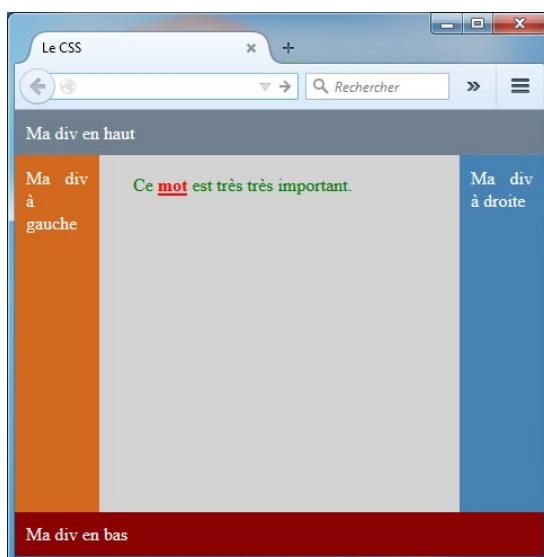 Le CSS
Rechercher
Ma div en haut
Ma div
à
gauche
Ce mot est très très important.
Ma div
à droite
Ma div en bas